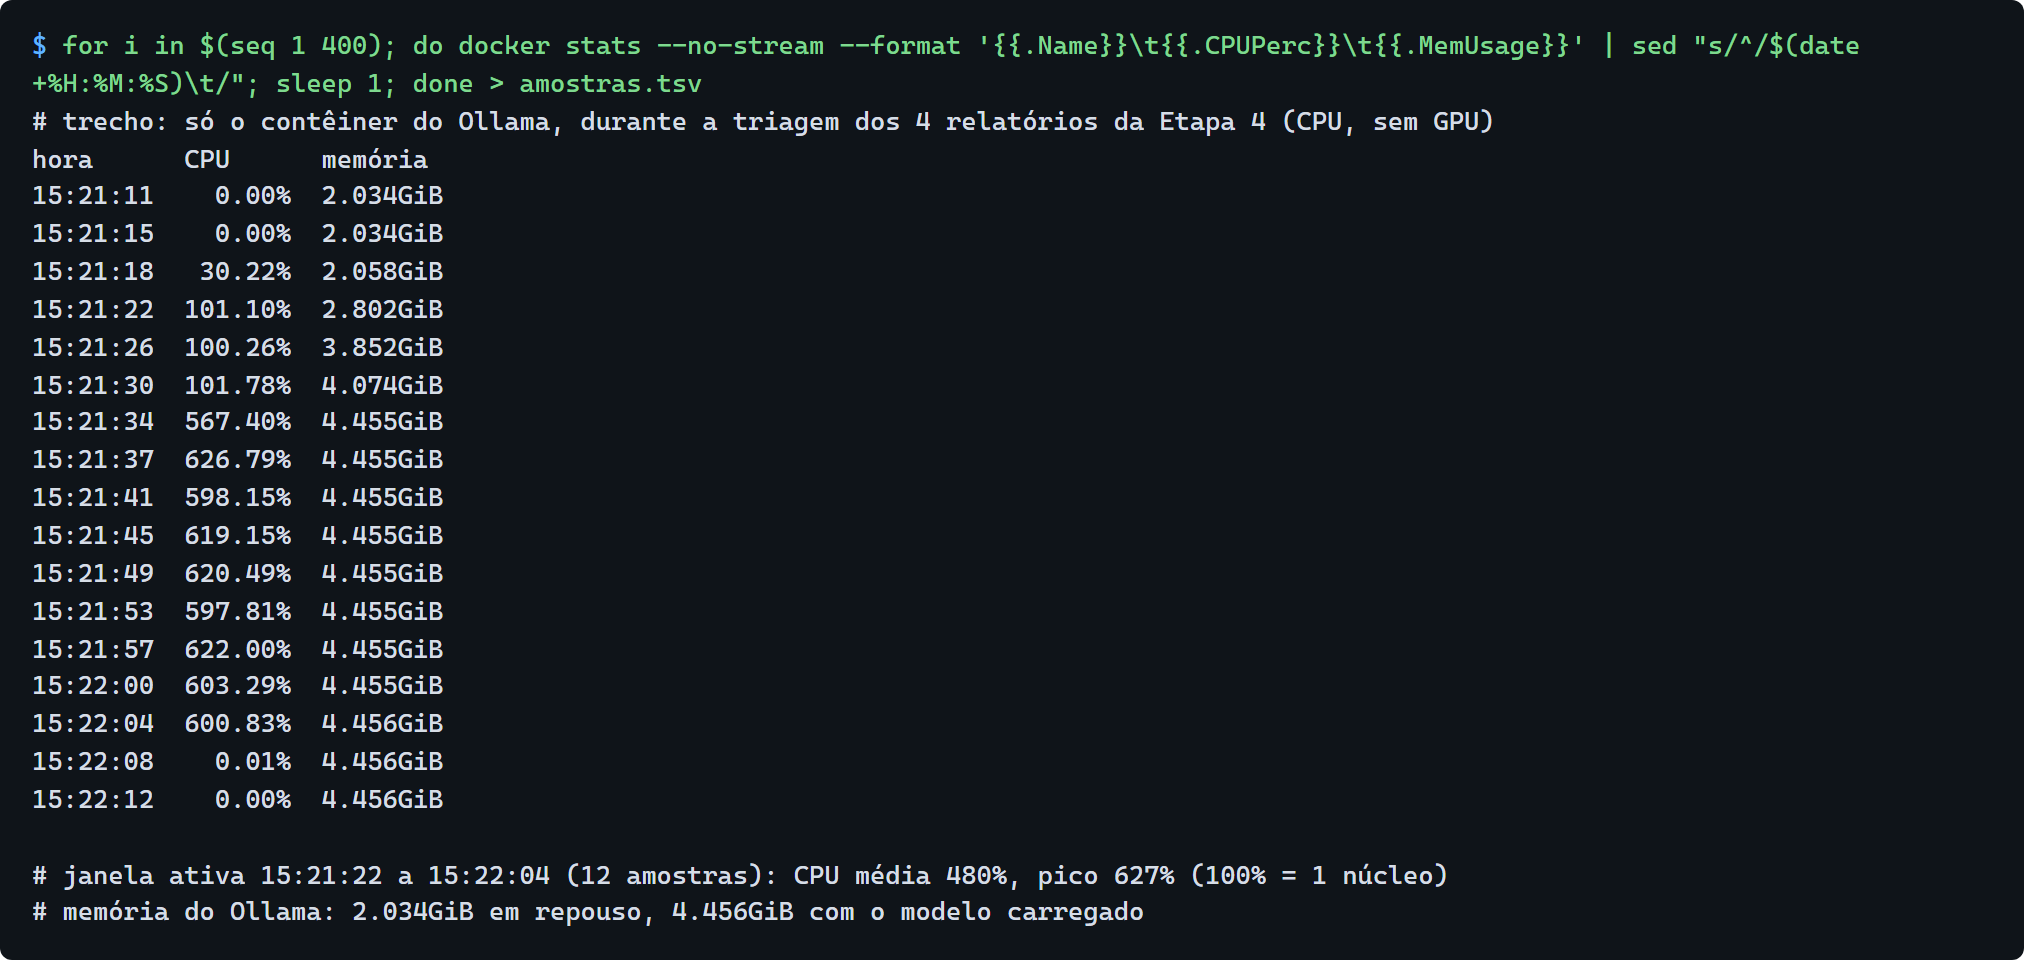 $ for i in $(seq 1 400); do docker stats --no-stream --format '{{.Name}}\t{{.CPUPerc}}\t{{.MemUsage}}' | sed "s/^/$(date
+%H:%M:%S)\t/"; sleep 1; done > amostras.tsv
# trecho: só o contêiner do Ollama, durante a triagem dos 4 relatórios da Etapa 4 (CPU, sem GPU)
hora      CPU      memória
15:21:11    0.00%  2.034GiB
15:21:15    0.00%  2.034GiB
15:21:18   30.22%  2.058GiB
15:21:22  101.10%  2.802GiB
15:21:26  100.26%  3.852GiB
15:21:30  101.78%  4.074GiB
15:21:34  567.40%  4.455GiB
15:21:37  626.79%  4.455GiB
15:21:41  598.15%  4.455GiB
15:21:45  619.15%  4.455GiB
15:21:49  620.49%  4.455GiB
15:21:53  597.81%  4.455GiB
15:21:57  622.00%  4.455GiB
15:22:00  603.29%  4.455GiB
15:22:04  600.83%  4.456GiB
15:22:08    0.01%  4.456GiB
15:22:12    0.00%  4.456GiB
# janela ativa 15:21:22 a 15:22:04 (12 amostras): CPU média 480%, pico 627% (100% = 1 núcleo)
# memória do Ollama: 2.034GiB em repouso, 4.456GiB com o modelo carregado